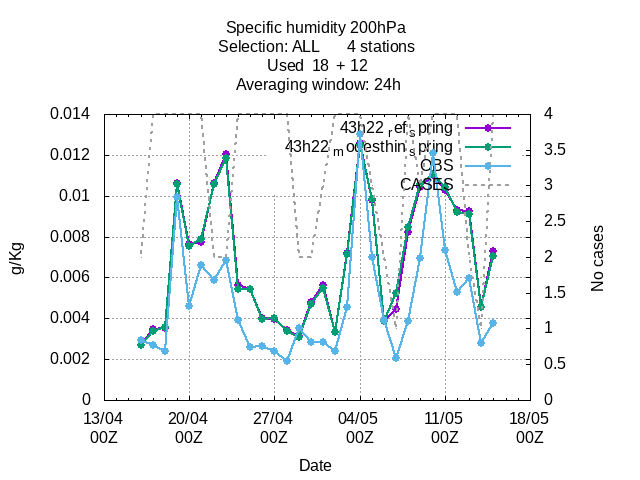 Specific humidity 200hPa
Selection: ALL 4 stations
Used 18 + 12
Averaging window: 24h
0.014 4
43h22_ref_spring
43h22_modesthin_spring
OBS
CASES
0.012 3.5
0.01 3
0.008 2.5
0.006 2
0.004 1.5
0.002 1
0 0.5
0
g/Kg
No cases
13/04 20/04 27/04 04/05 11/05 18/05
00Z 00Z 00Z 00Z 00Z 00Z
Date